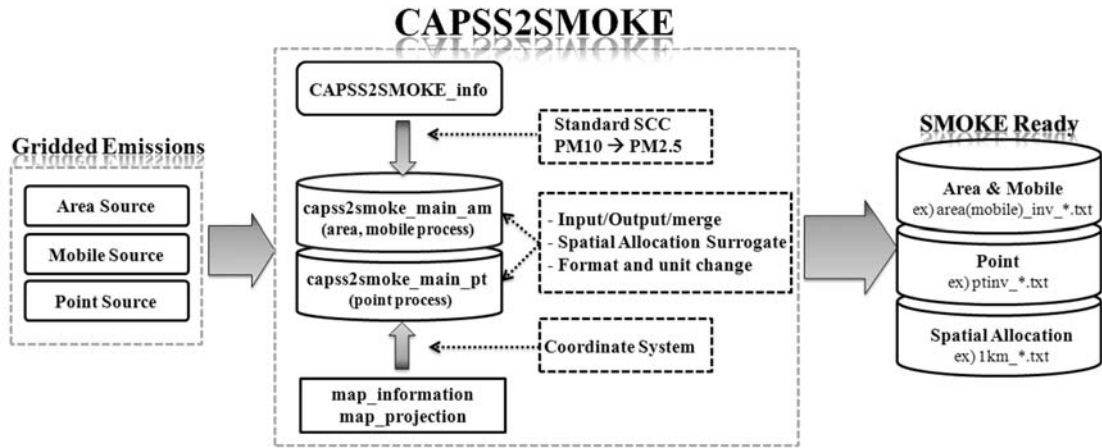 CAPSS2SMOKE
Gridded Emissions
Area Source
Mobile Source
Point Source
CAPSS2SMOKE_info
Standard SCC
PM10 → PM2.5
capss2smoke_main_am
(area, mobile process)
capss2smoke_main_pt
(point process)
- Input/Output/merge
- Spatial Allocation Surrogate
- Format and unit change
Coordinate System
map_information
map_projection
SMOKE Ready
Area & Mobile
ex) area(mobile)_inv_*.txt
Point
ex) ptinv_*.txt
Spatial Allocation
ex) 1km_*.txt